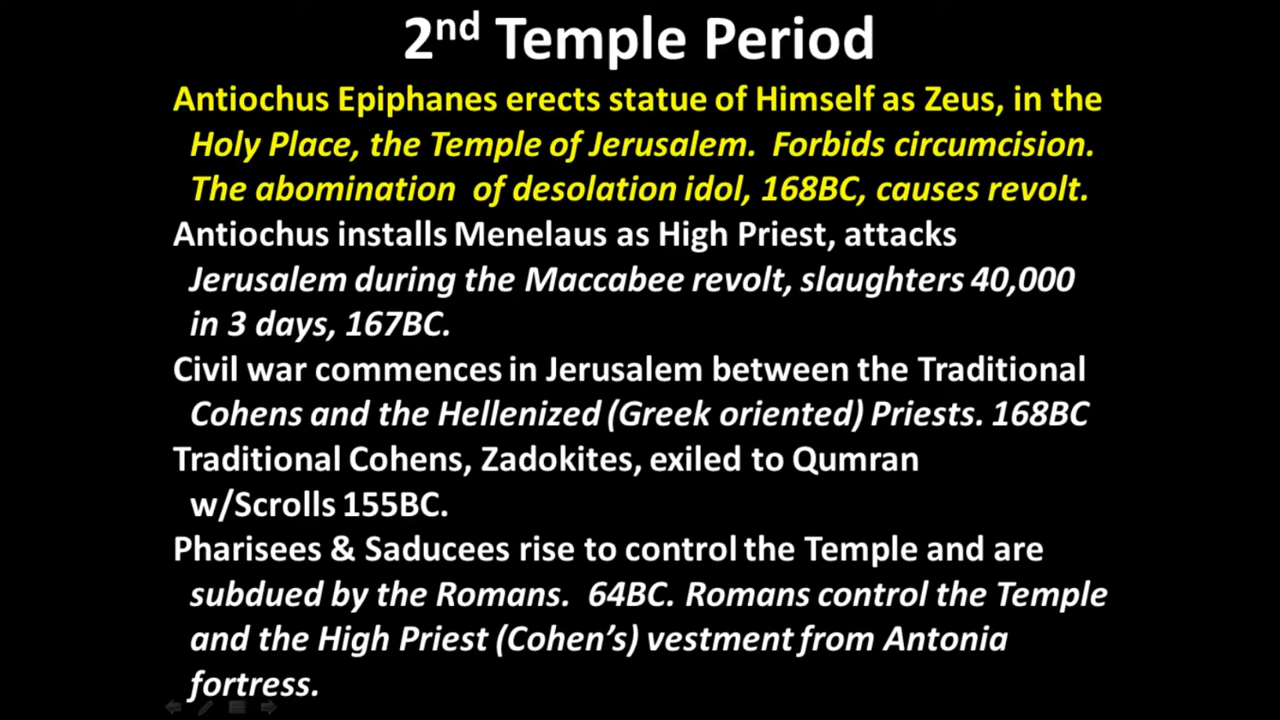 2nd Temple Period
Antiochus Epiphanes erects statue of Himself as Zeus, in the
Holy Place, the Temple of Jerusalem.  Forbids circumcision.
The abomination  of desolation idol, 168BC, causes revolt.
Antiochus installs Menelaus as High Priest, attacks
Jerusalem during the Maccabee revolt, slaughters 40,000
in 3 days, 167BC.
Civil war commences in Jerusalem between the Traditional
Cohens and the Hellenized (Greek oriented) Priests. 168BC
Traditional Cohens, Zadokites, exiled to Qumran
w/Scrolls 155BC.
Pharisees & Saducees rise to control the Temple and are
subdued by the Romans.  64BC. Romans control the Temple
and the High Priest (Cohen’s) vestment from Antonia
fortress.